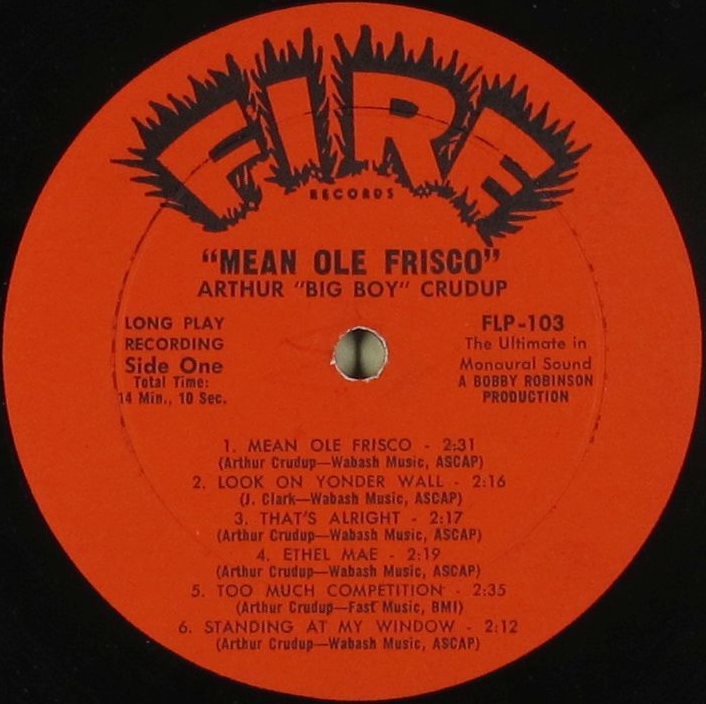 FIRE
RECORDS
"MEAN OLE FRISCO"
ARTHUR "BIG BOY" CRUDUP
LONG PLAY
RECORDING
Side One
Total Time:
14 Min., 10 Sec.
FLP-103
The Ultimate in
Monoural Sound
A BOBBY ROBINSON
PRODUCTION
1. MEAN OLE FRISCO - 2:31
(Arthur Crudup—Wabash Music, ASCAP)
2. LOOK ON YONDER WALL - 2:16
(J. Clark—Wabash Music, ASCAP)
3. THAT'S ALRIGHT - 2:17
(Arthur Crudup—Wabash Music, ASCAP)
4. ETHEL MAE - 2:19
(Arthur Crudup—Wabash Music, ASCAP)
5. TOO MUCH COMPETITION - 2:35
(Arthur Crudup—Fast Music, BMI)
6. STANDING AT MY WINDOW - 2:12
(Arthur Crudup—Wabash Music, ASCAP)